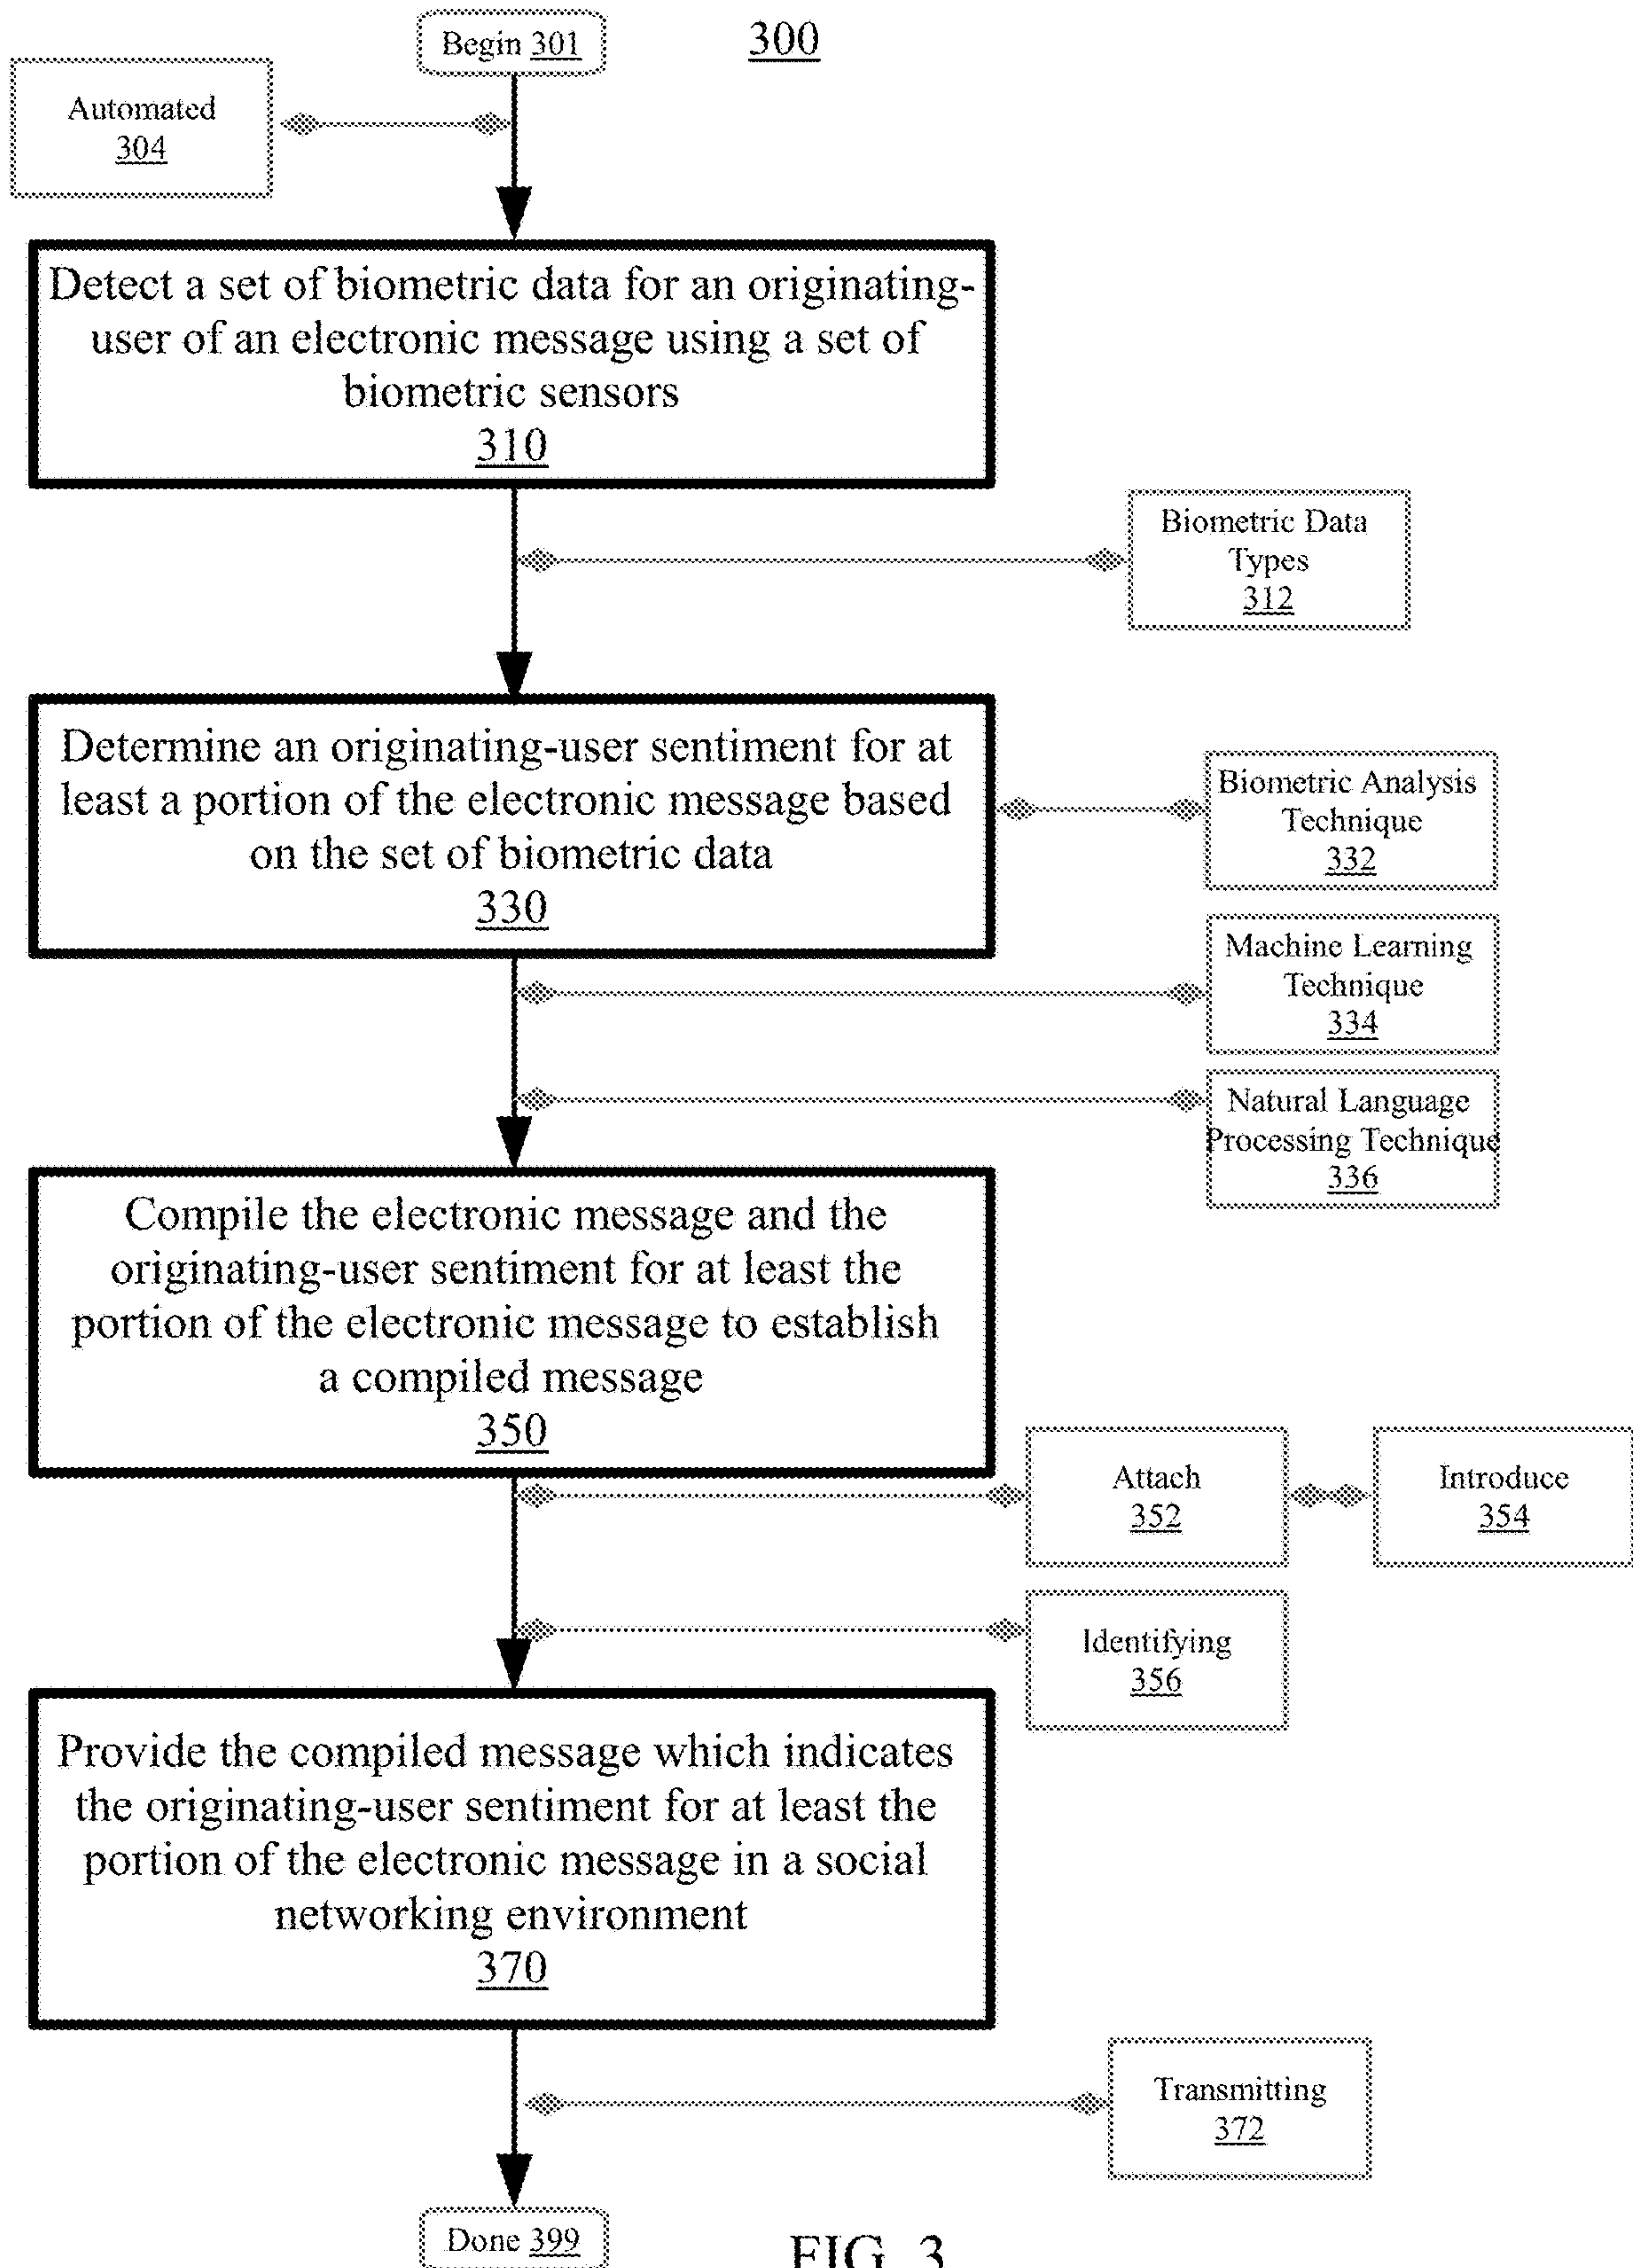 Begin 301
300
Automated
304
Detect a set of biometric data for an originating-
user of an electronic message using a set of
biometric sensors
310
Biometric Data
Types
312
Determine an originating-user sentiment for at
least a portion of the electronic message based
on the set of biometric data
330
Biometric Analysis
Technique
332
Machine Learning
Technique
334
Natural Language
Processing Technique
336
Compile the electronic message and the
originating-user sentiment for at least the
portion of the electronic message to establish
a compiled message
350
Attach
352
Introduce
354
Identifying
356
Provide the compiled message which indicates
the originating-user sentiment for at least the
portion of the electronic message in a social
networking environment
370
Transmitting
372
Done 399
FIG. 3